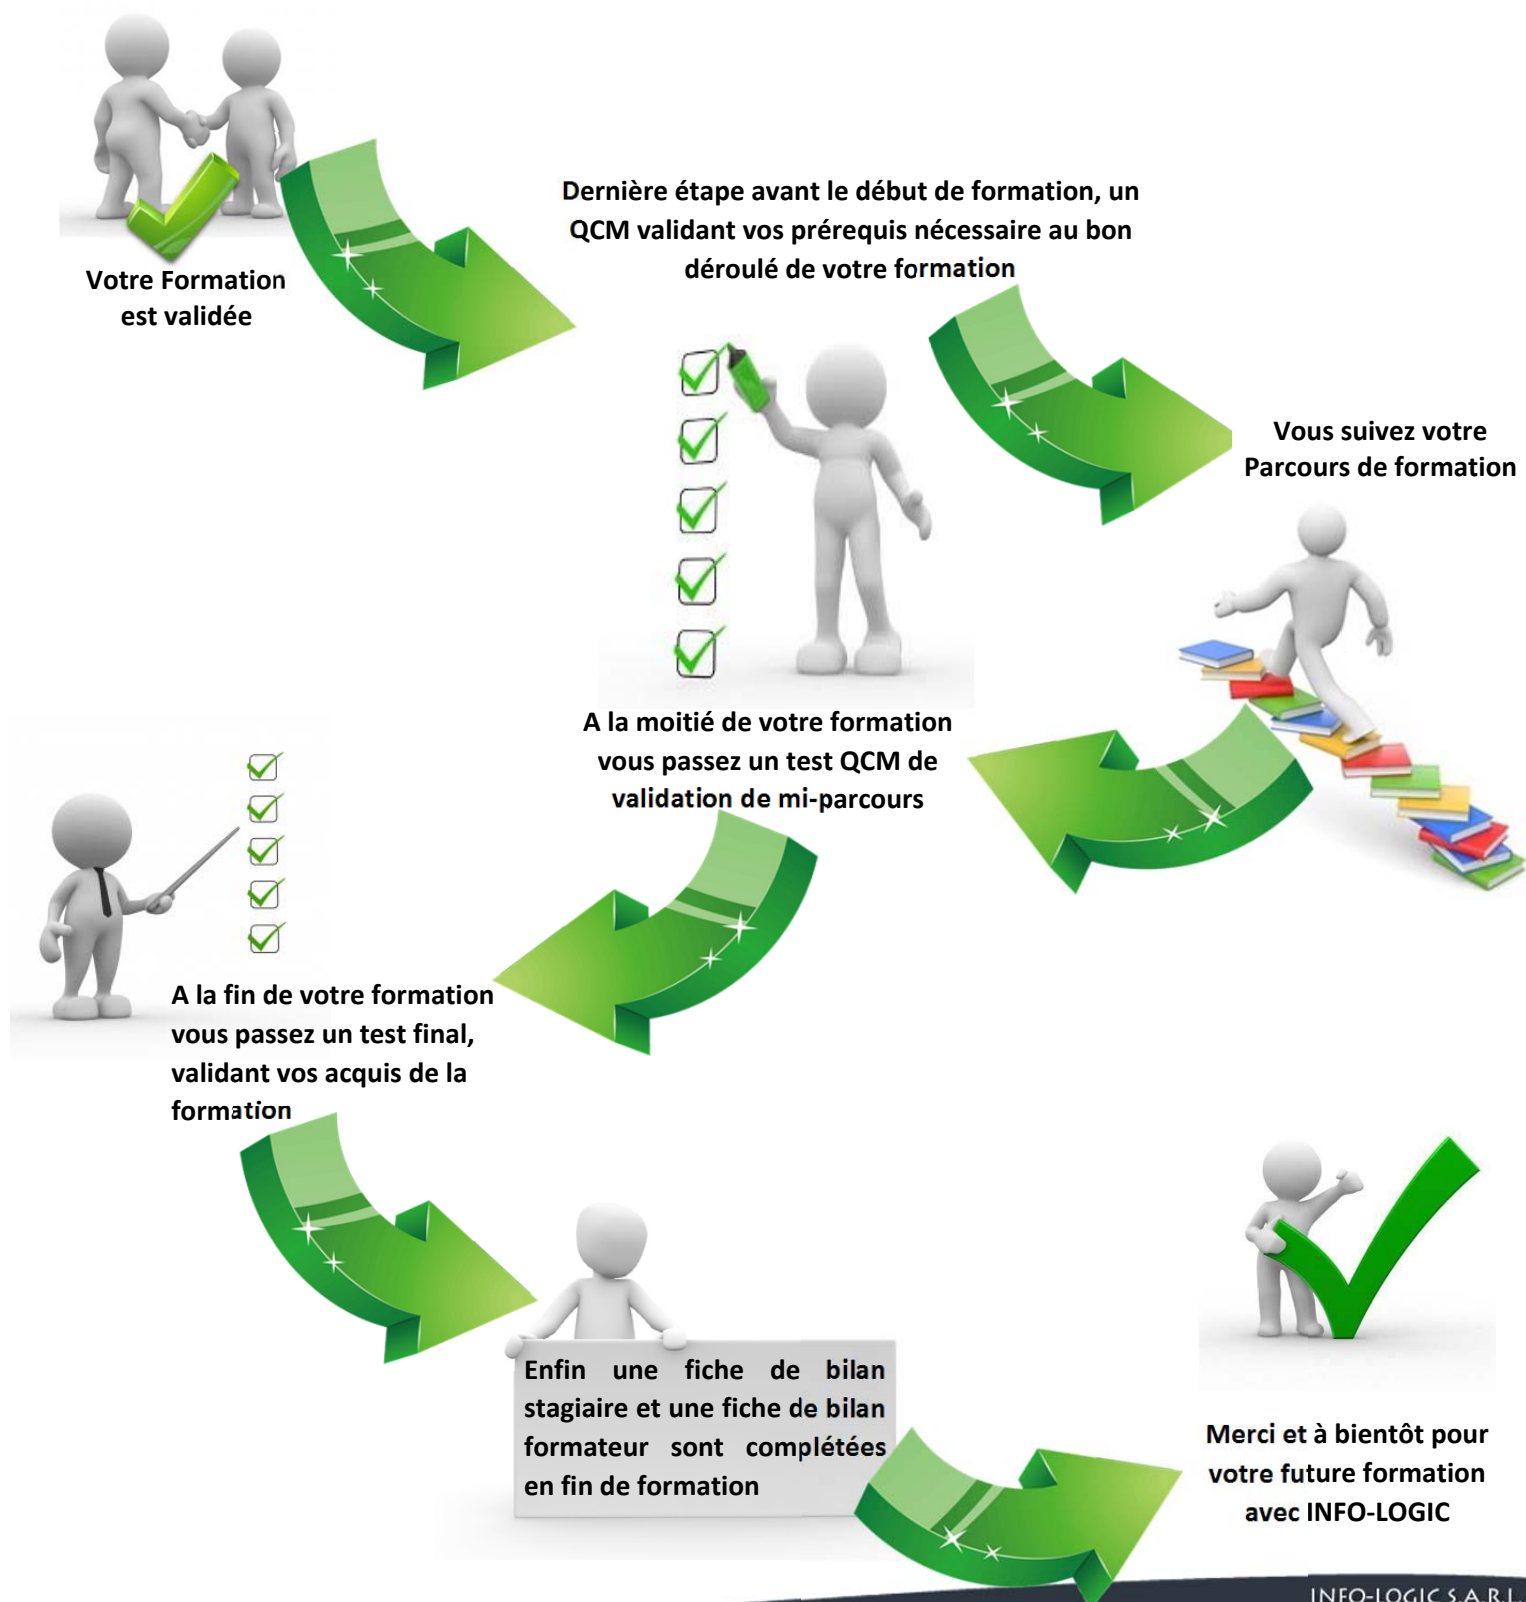 Votre Formation
est validée
Dernière étape avant le début de formation, un
QCM validant vos prérequis nécessaire au bon
déroulé de votre formation
Vous suivez votre
Parcours de formation
A la moitié de votre formation
vous passez un test QCM de
validation de mi-parcours
A la fin de votre formation
vous passez un test final,
validant vos acquis de la
formation
Enfin une fiche de bilan
stagiaire et une fiche de bilan
formateur sont complétées
en fin de formation
Merci et à bientôt pour
votre future formation
avec INFO-LOGIC
INFO-LOGIC S.A.R.L.